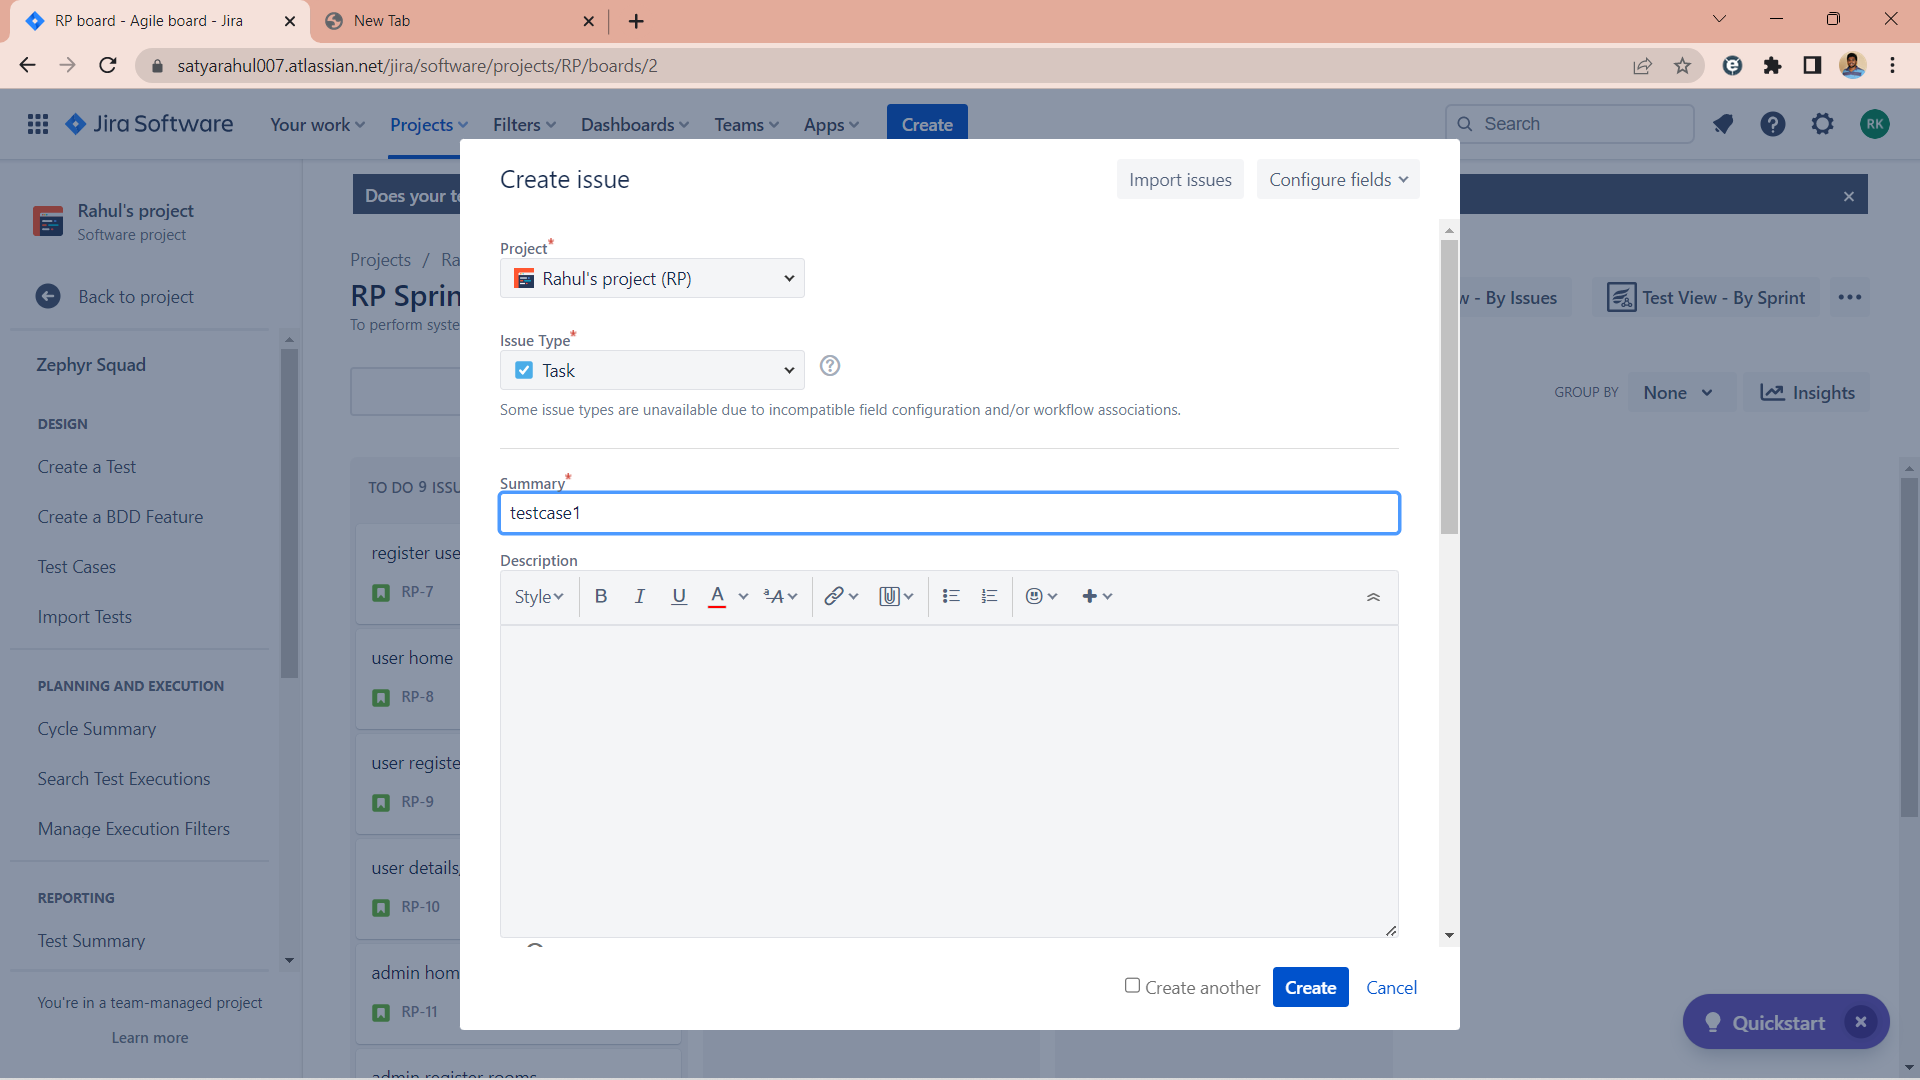 RP board - Agile board - Jira
New Tab
satyarahul007.atlassian.net/jira/software/projects/RP/boards/2
Jira Software
Your work
Projects
Filters
Dashboards
Teams
Apps
Create
Search
RK
Rahul's project
Software project
Back to project
Zephyr Squad
DESIGN
Create a Test
Create a BDD Feature
Test Cases
Import Tests
PLANNING AND EXECUTION
Cycle Summary
Search Test Executions
Manage Execution Filters
REPORTING
Test Summary
You're in a team-managed project
Learn more
Does your t
Projects / Ra
RP Sprin
To perform syste
w - By Issues
Test View - By Sprint
GROUP BY
None
Insights
TO DO 9 ISSU
register use
RP-7
user home
RP-8
user registe
RP-9
user details,
RP-10
admin hom
RP-11
admin register rooms
Create issue
Import issues
Configure fields
Project*
Rahul's project (RP)
Issue Type*
Task
Some issue types are unavailable due to incompatible field configuration and/or workflow associations.
Summary*
testcase1
Description
Style
B I U A
Create another
Create
Cancel
Quickstart